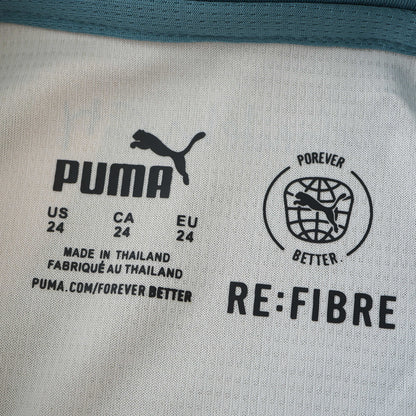 PUMA
US CA EU
24 24 24
MADE IN THAILAND
FABRIQUÉ AU THAILAND
PUMA.COM/FOREVER BETTER
POREVER
BETTER.
RE:FIBRE